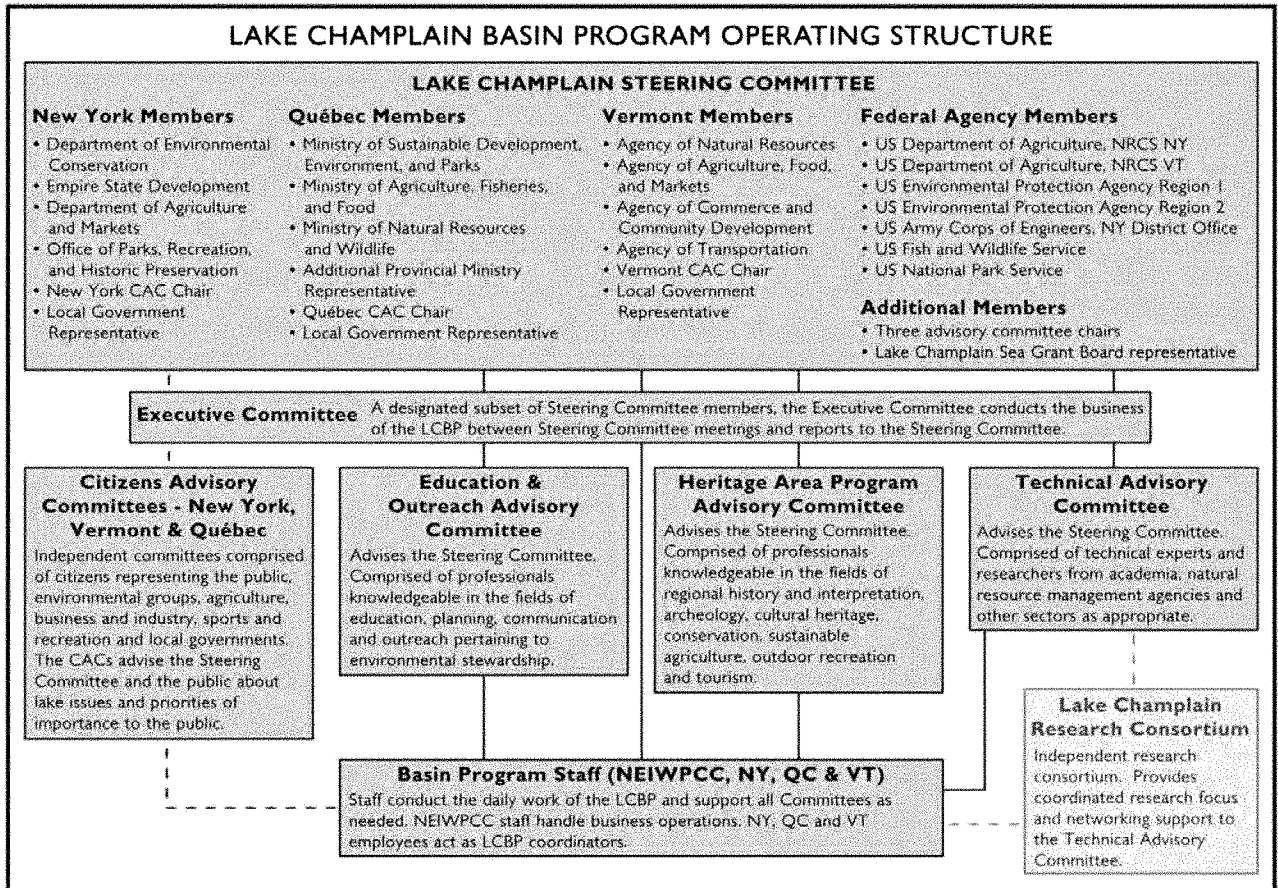 LAKE CHAMPLAIN BASIN PROGRAM OPERATING STRUCTURE
LAKE CHAMPLAIN STEERING COMMITTEE
New York Members
• Department of Environmental
Conservation
• Empire State Development
• Department of Agriculture
and Markets
• Office of Parks, Recreation,
and Historic Preservation
• New York CAC Chair
• Local Government
Representative
Québec Members
• Ministry of Sustainable Development,
Environment, and Parks
• Ministry of Agriculture, Fisheries,
and Food
• Ministry of Natural Resources
and Wildlife
• Additional Provincial Ministry
Representative
• Québec CAC Chair
• Local Government Representative
Vermont Members
• Agency of Natural Resources
• Agency of Agriculture, Food,
and Markets
• Agency of Commerce and
Community Development
• Agency of Transportation
• Vermont CAC Chair
• Local Government
Representative
Federal Agency Members
• US Department of Agriculture, NRCS NY
• US Department of Agriculture, NRCS VT
• US Environmental Protection Agency Region 1
• US Environmental Protection Agency Region 2
• US Army Corps of Engineers, NY District Office
• US Fish and Wildlife Service
• US National Park Service
Additional Members
• Three advisory committee chairs
• Lake Champlain Sea Grant Board representative
Executive Committee
A designated subset of Steering Committee members, the Executive Committee conducts the business
of the LCBP between Steering Committee meetings and reports to the Steering Committee.
Citizens Advisory
Committees - New York,
Vermont & Québec
Independent committees comprised
of citizens representing the public,
environmental groups, agriculture,
business and industry, sports and
recreation and local governments.
The CACs advise the Steering
Committee and the public about
lake issues and priorities of
importance to the public.
Education &
Outreach Advisory
Committee
Advises the Steering Committee.
Comprised of professionals
knowledgeable in the fields of
education, planning, communication
and outreach pertaining to
environmental stewardship.
Heritage Area Program
Advisory Committee
Advises the Steering Committee.
Comprised of professionals
knowledgeable in the fields of
regional history and interpretation,
archeology, cultural heritage,
conservation, sustainable
agriculture, outdoor recreation
and tourism.
Technical Advisory
Committee
Advises the Steering Committee.
Comprised of technical experts and
researchers from academia, natural
resource management agencies and
other sectors as appropriate.
Lake Champlain
Research Consortium
Independent research
consortium. Provides
coordinated research focus
and networking support to
the Technical Advisory
Committee.
Basin Program Staff (NEIWPCC, NY, QC & VT)
Staff conduct the daily work of the LCBP and support all Committees as
needed. NEIWPCC staff handle business operations. NY, QC and VT
employees act as LCBP coordinators.